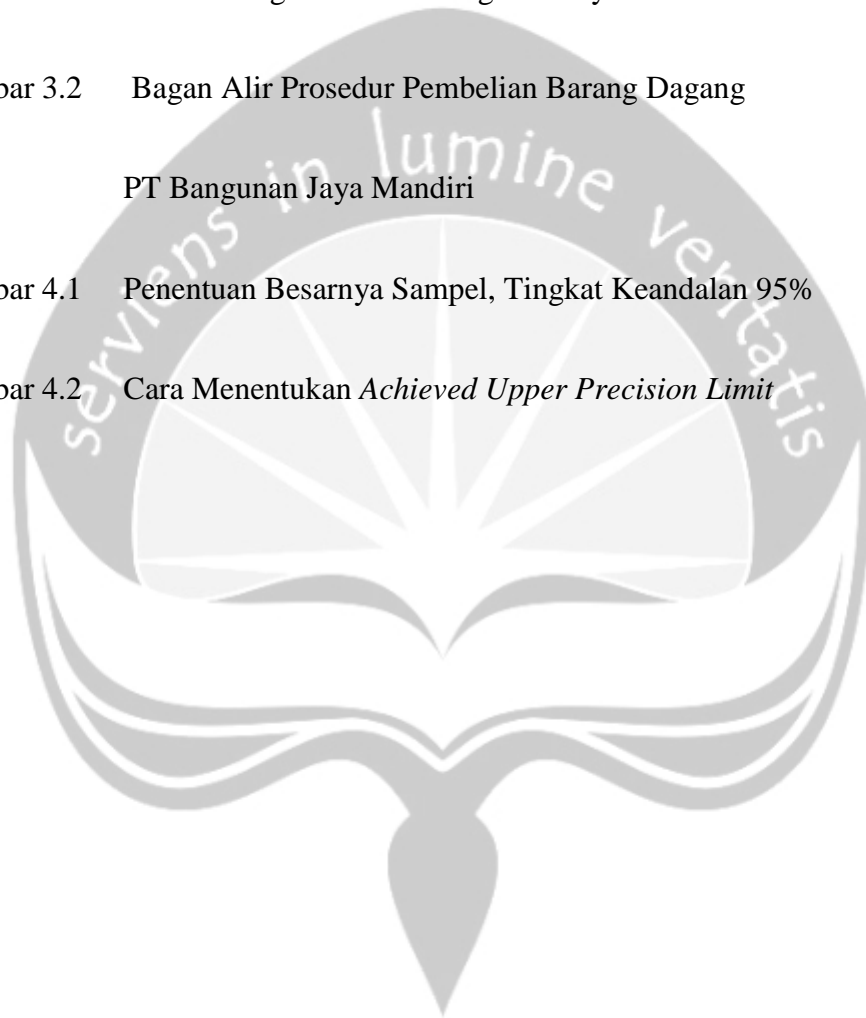 bar 3.2 Bagan Alir Prosedur Pembelian Barang Dagang
PT Bangunan Jaya Mandiri
bar 4.1 Penentuan Besarnya Sampel, Tingkat Keandalan 95%
bar 4.2 Cara Menentukan Achieved Upper Precision Limit
serviens in lumine veritatis